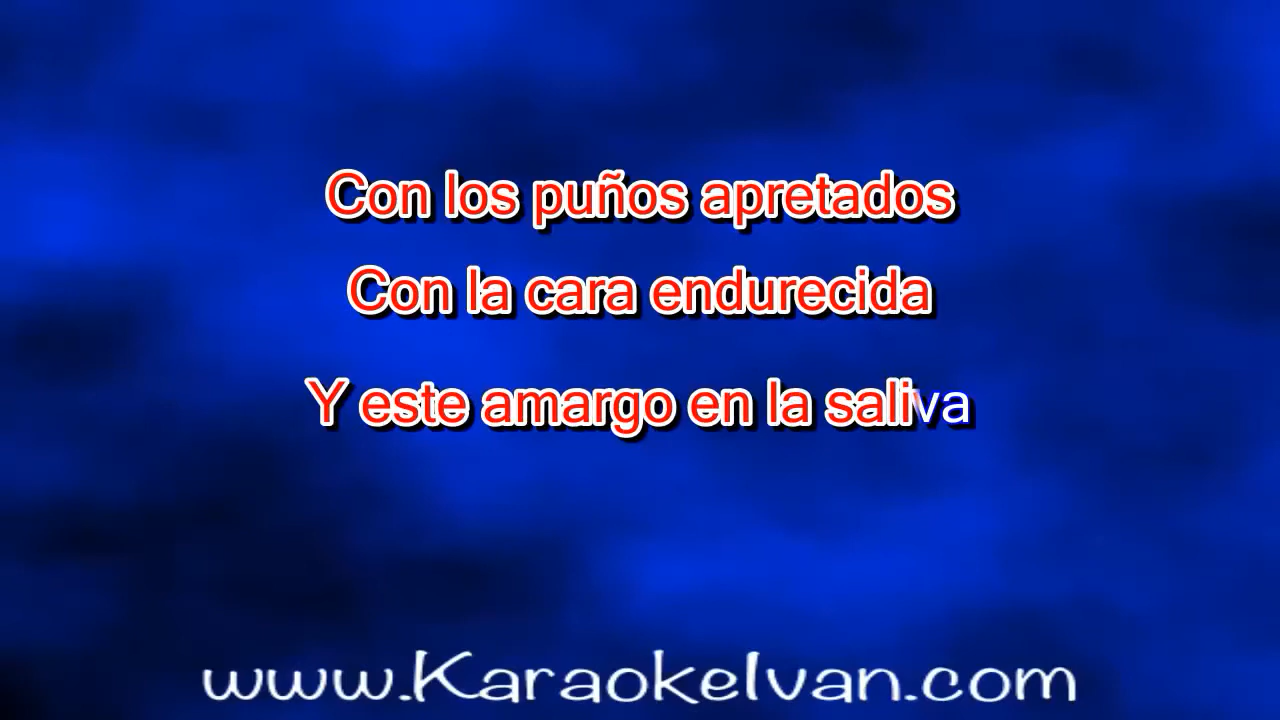 Con los puños apretados
Con la cara endurecida
Y este amargo en la saliva
www.KaraokeIvan.com